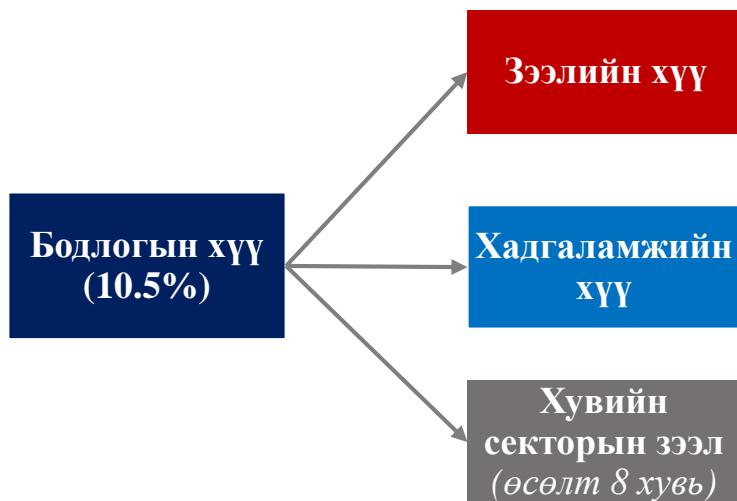 Бодлогын хүү
(10.5%)
Зээлийн хүү
Хадгаламжийн
хүү
Хувийн
секторын зээл
(өсөлт 8 хувь)